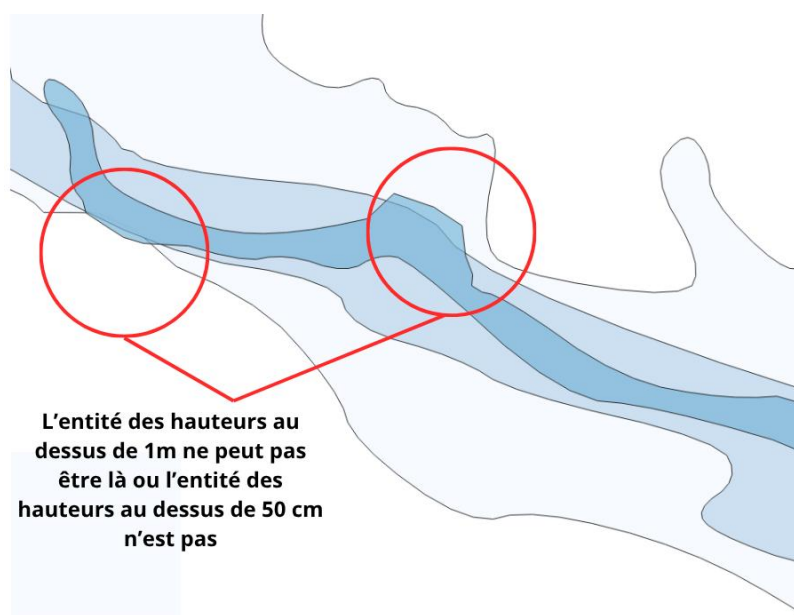 L'entité des hauteurs au
dessus de 1m ne peut pas
être là ou l'entité des
hauteurs au dessus de 50 cm
n'est pas